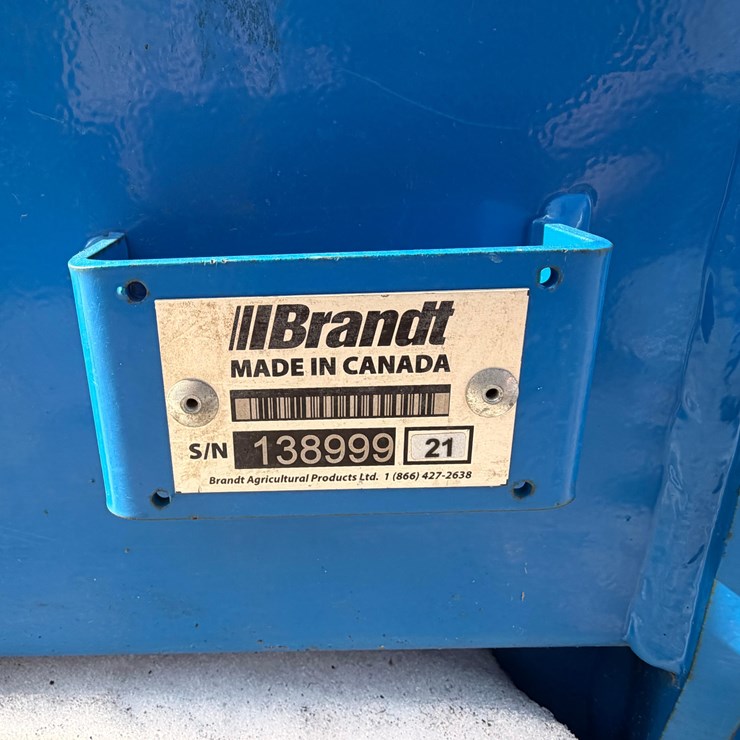 Brandt
MADE IN CANADA
S/N 138999 21
Brandt Agricultural Products Ltd. 1 (866) 427-2638